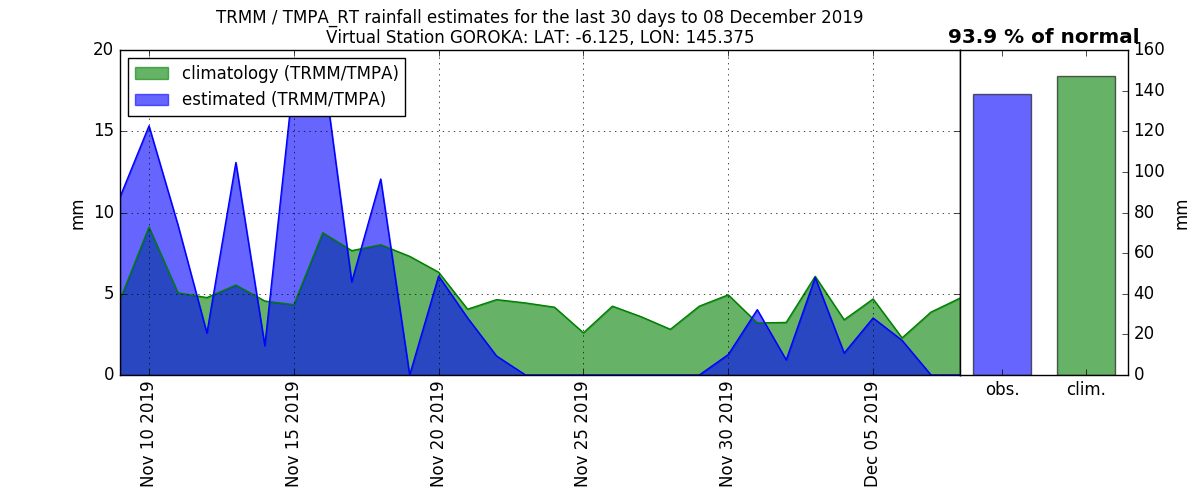 TRMM / TMPA_RT rainfall estimates for the last 30 days to 08 December 2019
Virtual Station GOROKA: LAT: -6.125, LON: 145.375
93.9 % of normal
climatology (TRMM/TMPA)
estimated (TRMM/TMPA)
20
15
10
5
0
mm
Nov 10 2019
Nov 15 2019
Nov 20 2019
Nov 25 2019
Nov 30 2019
Dec 05 2019
obs.
clim.
160
140
120
100
80
60
40
20
0
mm